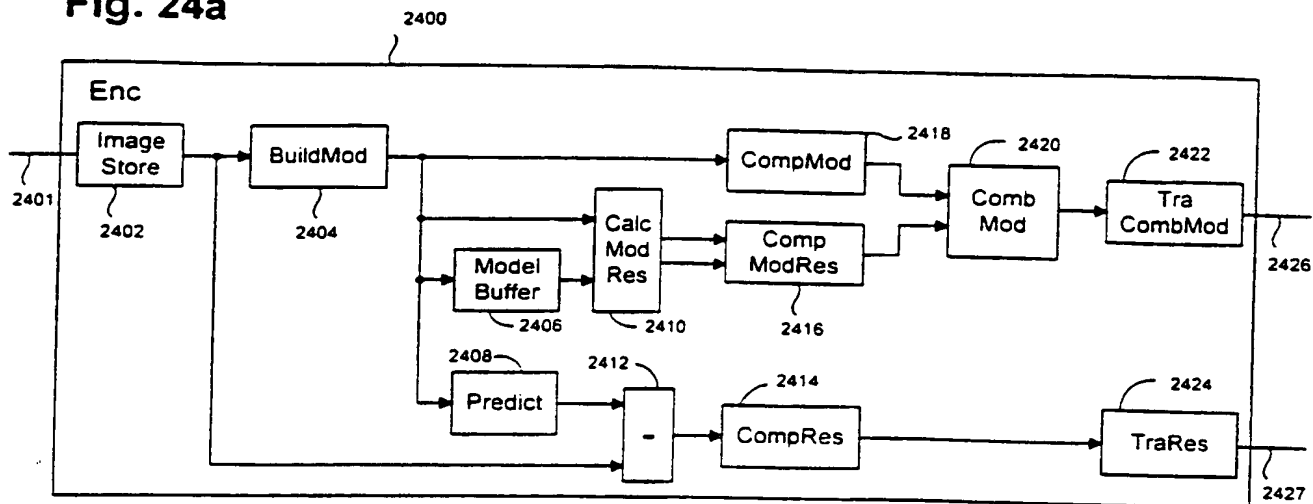 Fig. 24a
2400
Enc
Image
Store
2402
2401
BuildMod
2404
CompMod
2418
Calc
Mod
Res
2410
Model
Buffer
2406
Comp
ModRes
2416
2420
Comb
Mod
2422
Tra
CombMod
2426
2408
Predict
2412
-
2414
CompRes
2424
TraRes
2427